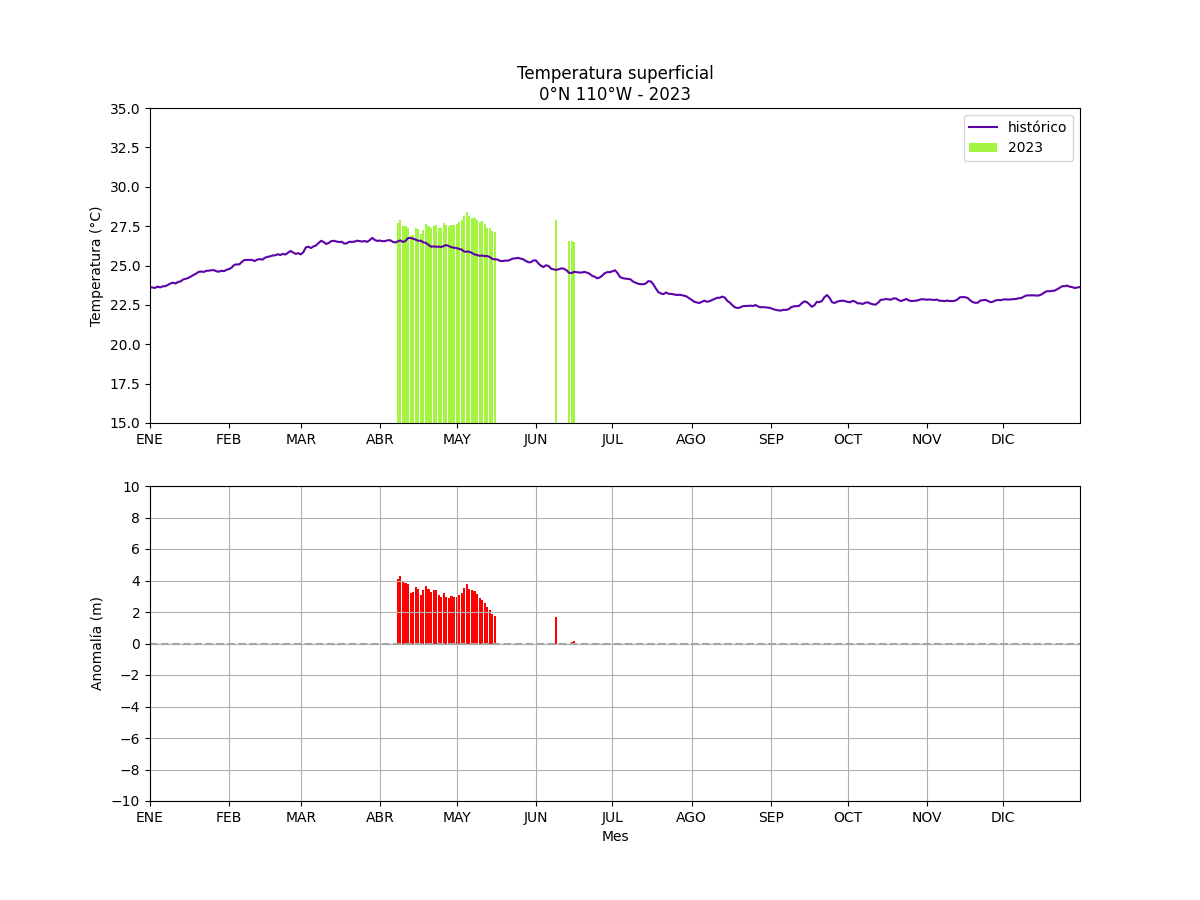 Temperatura superficial
0°N 110°W - 2023
35.0
32.5
30.0
27.5
25.0
22.5
20.0
17.5
15.0
Temperatura (°C)
histórico
2023
ENE FEB MAR ABR MAY JUN JUL AGO SEP OCT NOV DIC
10
8
6
4
2
0
−2
−4
−6
−8
−10
Anomalía (m)
ENE FEB MAR ABR MAY JUN JUL AGO SEP OCT NOV DIC
Mes